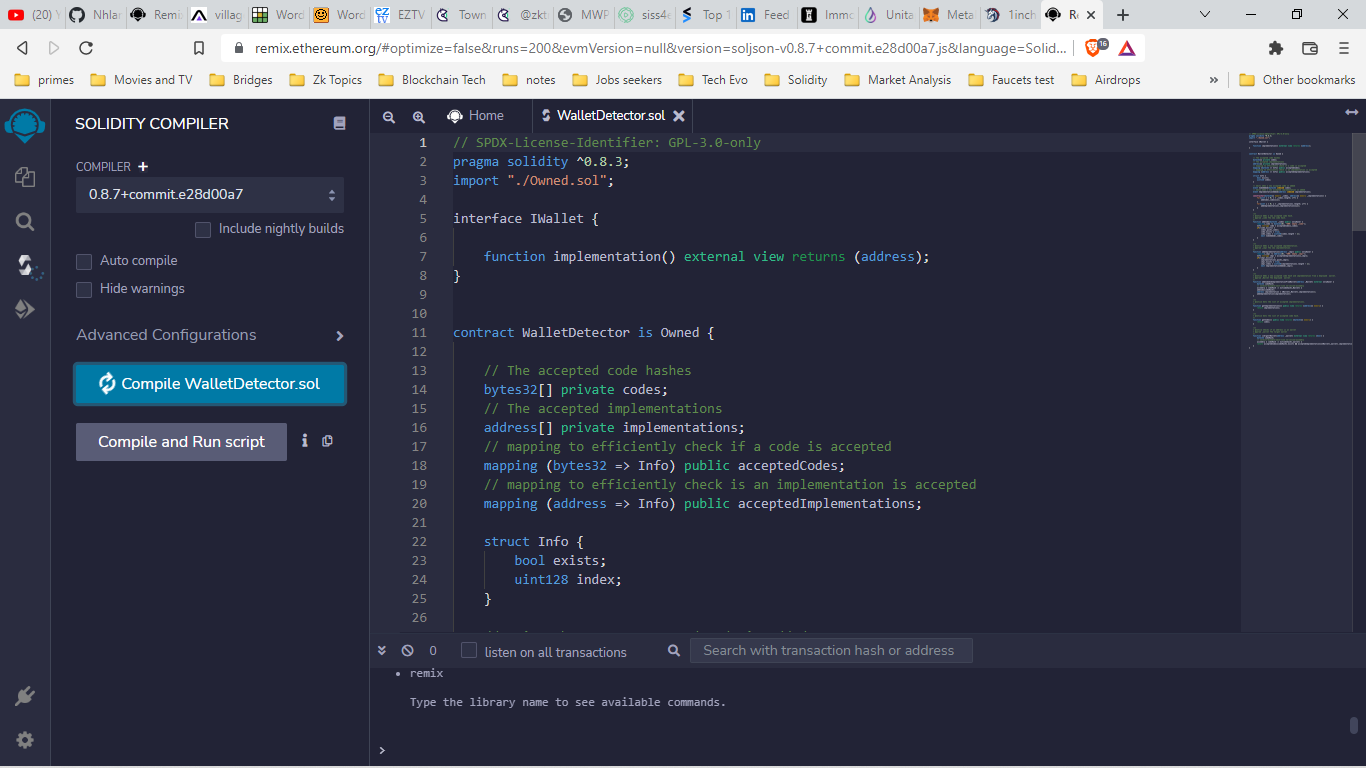 (20) Y
Nhlar
Remi
villag
Word
Word
EZTV
Town
@zkt
MWP
siss4e
Top 1
Feed
Immo
Unita
Meta
1inch
Re
remix.ethereum.org/#optimize=false&runs=200&evmVersion=null&version=soljson-v0.8.7+commit.e28d00a7.js&language=Solid...
16
primes
Movies and TV
Bridges
Zk Topics
Blockchain Tech
notes
Jobs seekers
Tech Evo
Solidity
Market Analysis
Faucets test
Airdrops
»
Other bookmarks
SOLIDITY COMPILER
COMPILER +
0.8.7+commit.e28d00a7
Include nightly builds
Auto compile
Hide warnings
Advanced Configurations
Compile WalletDetector.sol
Compile and Run script
Home
WalletDetector.sol
1 // SPDX-License-Identifier: GPL-3.0-only
2 pragma solidity ^0.8.3;
3 import "./Owned.sol";
4
5 interface IWallet {
6
7 function implementation() external view returns (address);
8 }
9
10
11 contract WalletDetector is Owned {
12
13 // The accepted code hashes
14 bytes32[] private codes;
15 // The accepted implementations
16 address[] private implementations;
17 // mapping to efficiently check if a code is accepted
18 mapping (bytes32 => Info) public acceptedCodes;
19 // mapping to efficiently check is an implementation is accepted
20 mapping (address => Info) public acceptedImplementations;
21
22 struct Info {
23 bool exists;
24 uint128 index;
25 }
26
0
listen on all transactions
Search with transaction hash or address
• remix
Type the library name to see available commands.
>